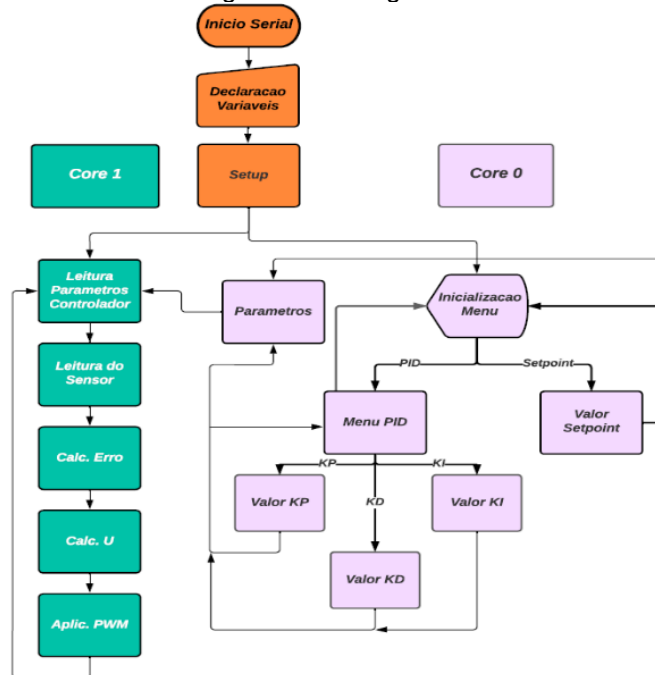 Inicio Serial
Declaracao
Variaveis
Core 1
Setup
Core 0
Leitura
Parametros
Controlador
Parametros
Inicializacao
Menu
PID
Setpoint
Leitura do
Sensor
Menu PID
Valor
Setpoint
Calc. Erro
KP
KI
KD
Valor KP
Valor KI
Calc. U
Valor KD
Aplic. PWM